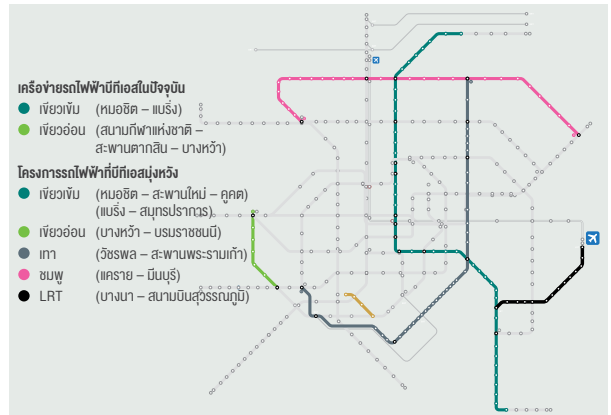 เครือข่ายรถไฟฟ้าบีทีเอสในปัจจุบัน
เขียวเข้ม (หมอชิต – แบริ่ง)
เขียวอ่อน (สนามกีฬาแห่งชาติ –
สะพานตากสิน – บางหว้า)
โครงการรถไฟฟ้าที่บีทีเอสมุ่งหวัง
เขียวเข้ม (หมอชิต – สะพานใหม่ – คูคต)
(แบริ่ง – สมุทรปราการ)
เขียวอ่อน (บางหว้า – บรมราชชนนี)
เทา (วัชรพล – สะพานพระรามเก้า)
ชมพู (แคราย – มีนบุรี)
LRT (บางนา – สนามบินสุวรรณภูมิ)